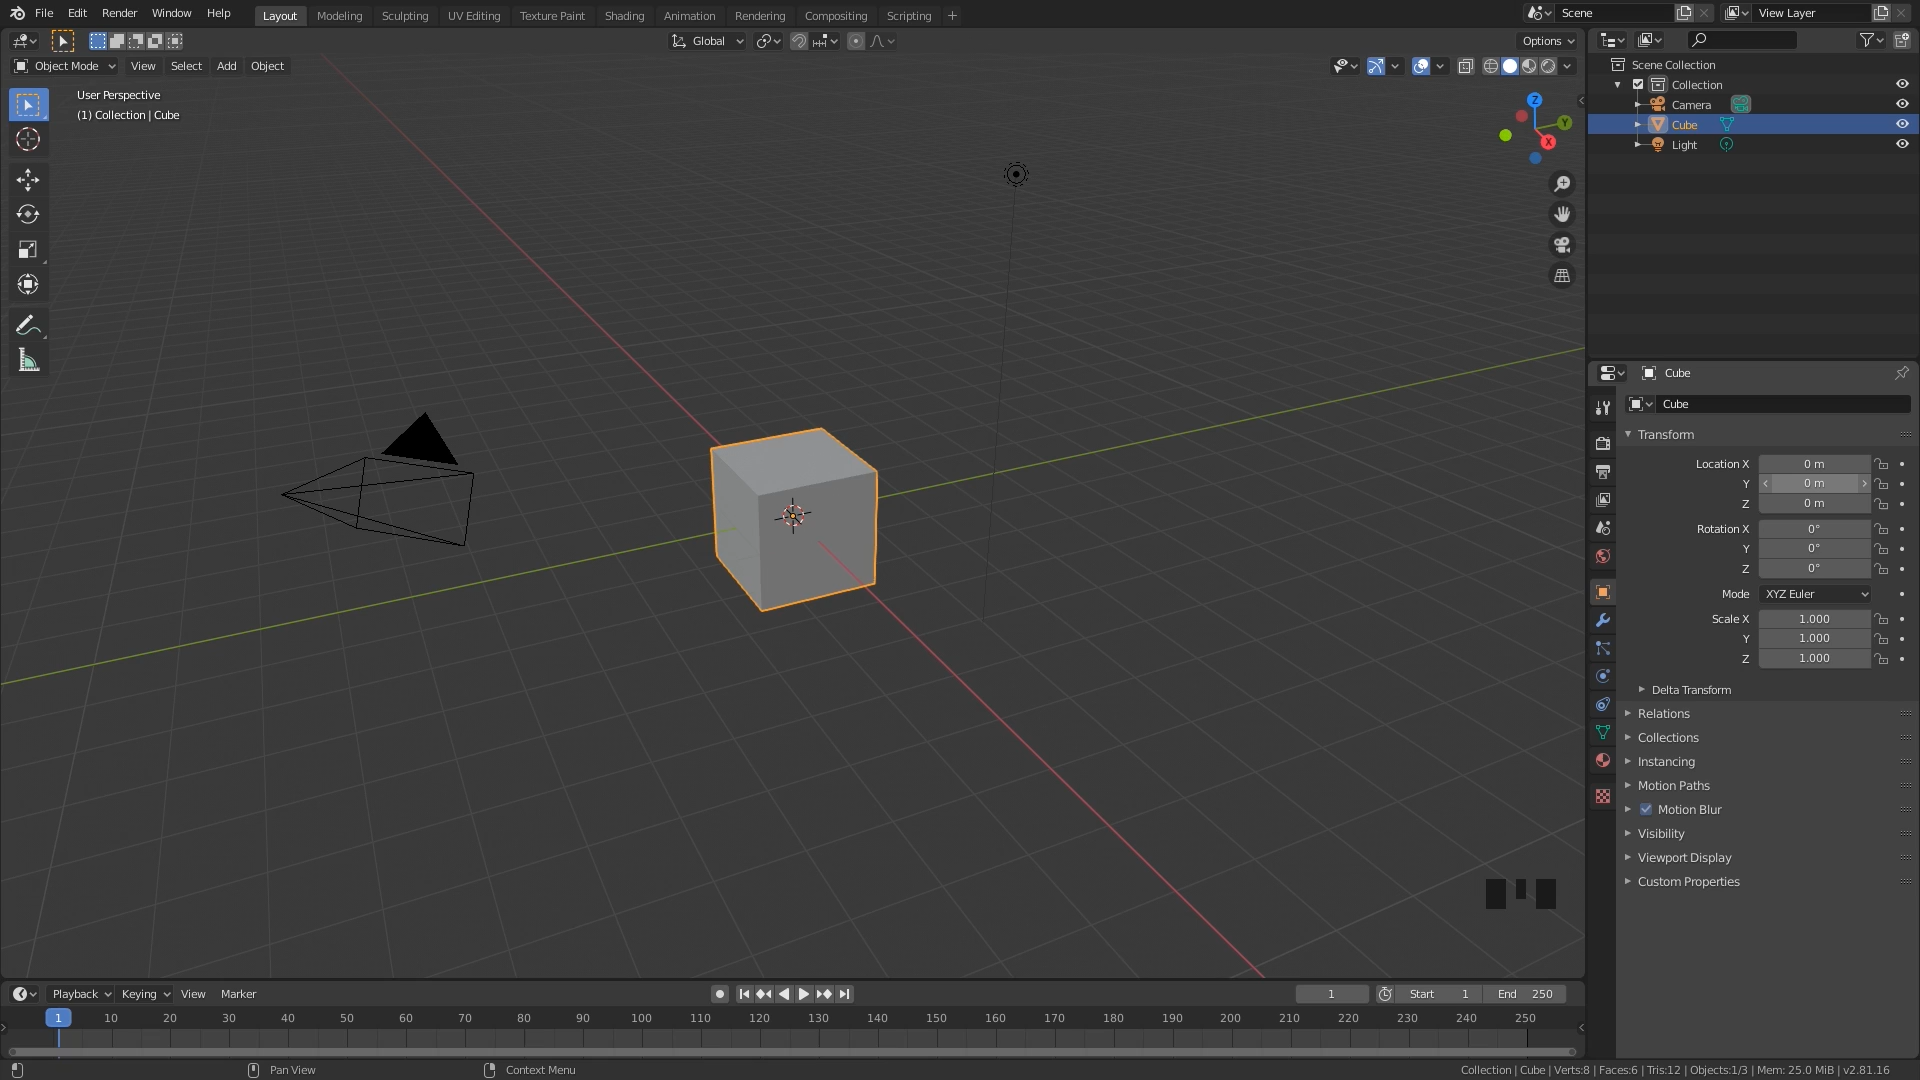 File Edit Render Window Help Layout Modeling Sculpting UV Editing Texture Paint Shading Animation Rendering Compositing Scripting + Scene View Layer
Global Options
Object Mode View Select Add Object
User Perspective
(1) Collection | Cube
Z
Y
X
Scene Collection
Collection
Camera
Cube
Light
Cube
Cube
Transform
Location X 0 m
Y 0 m
Z 0 m
Rotation X 0°
Y 0°
Z 0°
Mode XYZ Euler
Scale X 1.000
Y 1.000
Z 1.000
Delta Transform
Relations
Collections
Instancing
Motion Paths
Motion Blur
Visibility
Viewport Display
Custom Properties
Playback Keying View Marker 1 Start 1 End 250
1 10 20 30 40 50 60 70 80 90 100 110 120 130 140 150 160 170 180 190 200 210 220 230 240 250
Pan View Context Menu Collection | Cube | Verts:8 | Faces:6 | Tris:12 | Objects:1/3 | Mem: 25.0 MiB | v2.81.16